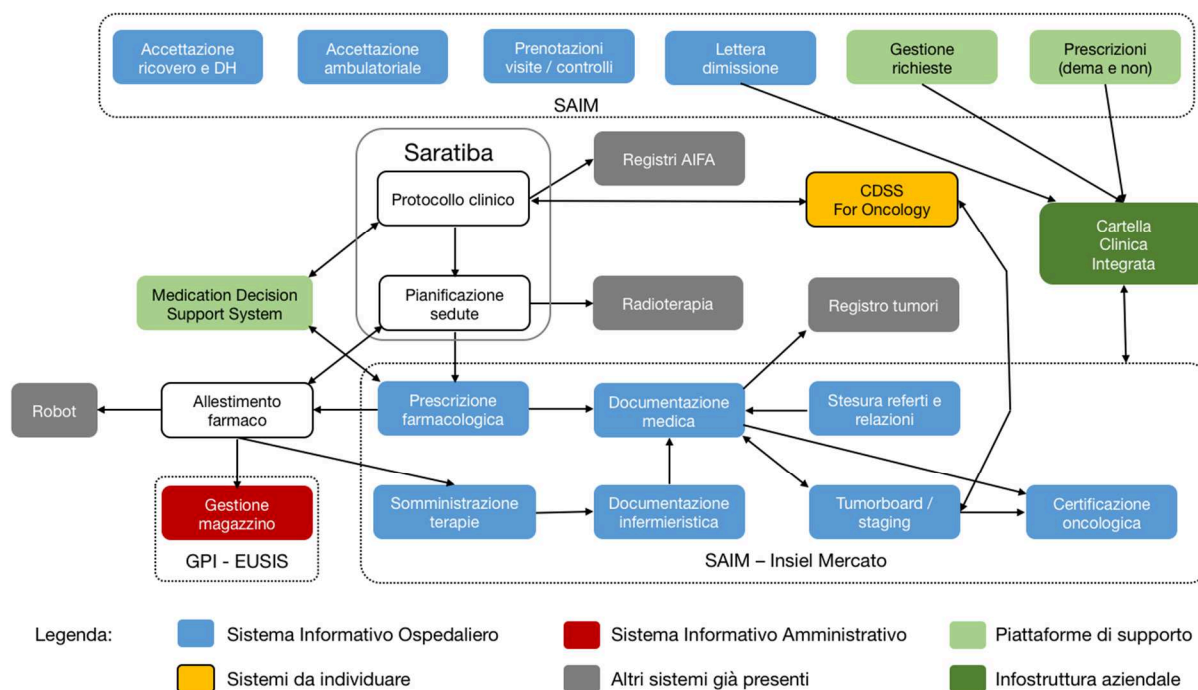 Accettazione
ricovero e DH
Accettazione
ambulatoriale
Prenotazioni
visite / controlli
Lettera
dimissione
Gestione
richieste
Prescrizioni
(dema e non)
SAIM
Saratiba
Protocollo clinico
Registri AIFA
CDSS
For Oncology
Cartella
Clinica
Integrata
Medication Decision
Support System
Pianificazione
sedute
Radioterapia
Registro tumori
Robot
Allestimento
farmaco
Prescrizione
farmacologica
Documentazione
medica
Stesura referti e
relazioni
Gestione
magazzino
Somministrazione
terapie
Documentazione
infermieristica
Tumorboard /
staging
Certificazione
oncologica
GPI - EUSIS
SAIM – Insiel Mercato
Legenda:
Sistema Informativo Ospedaliero
Sistema Informativo Amministrativo
Piattaforme di supporto
Sistemi da individuare
Altri sistemi già presenti
Infostruttura aziendale